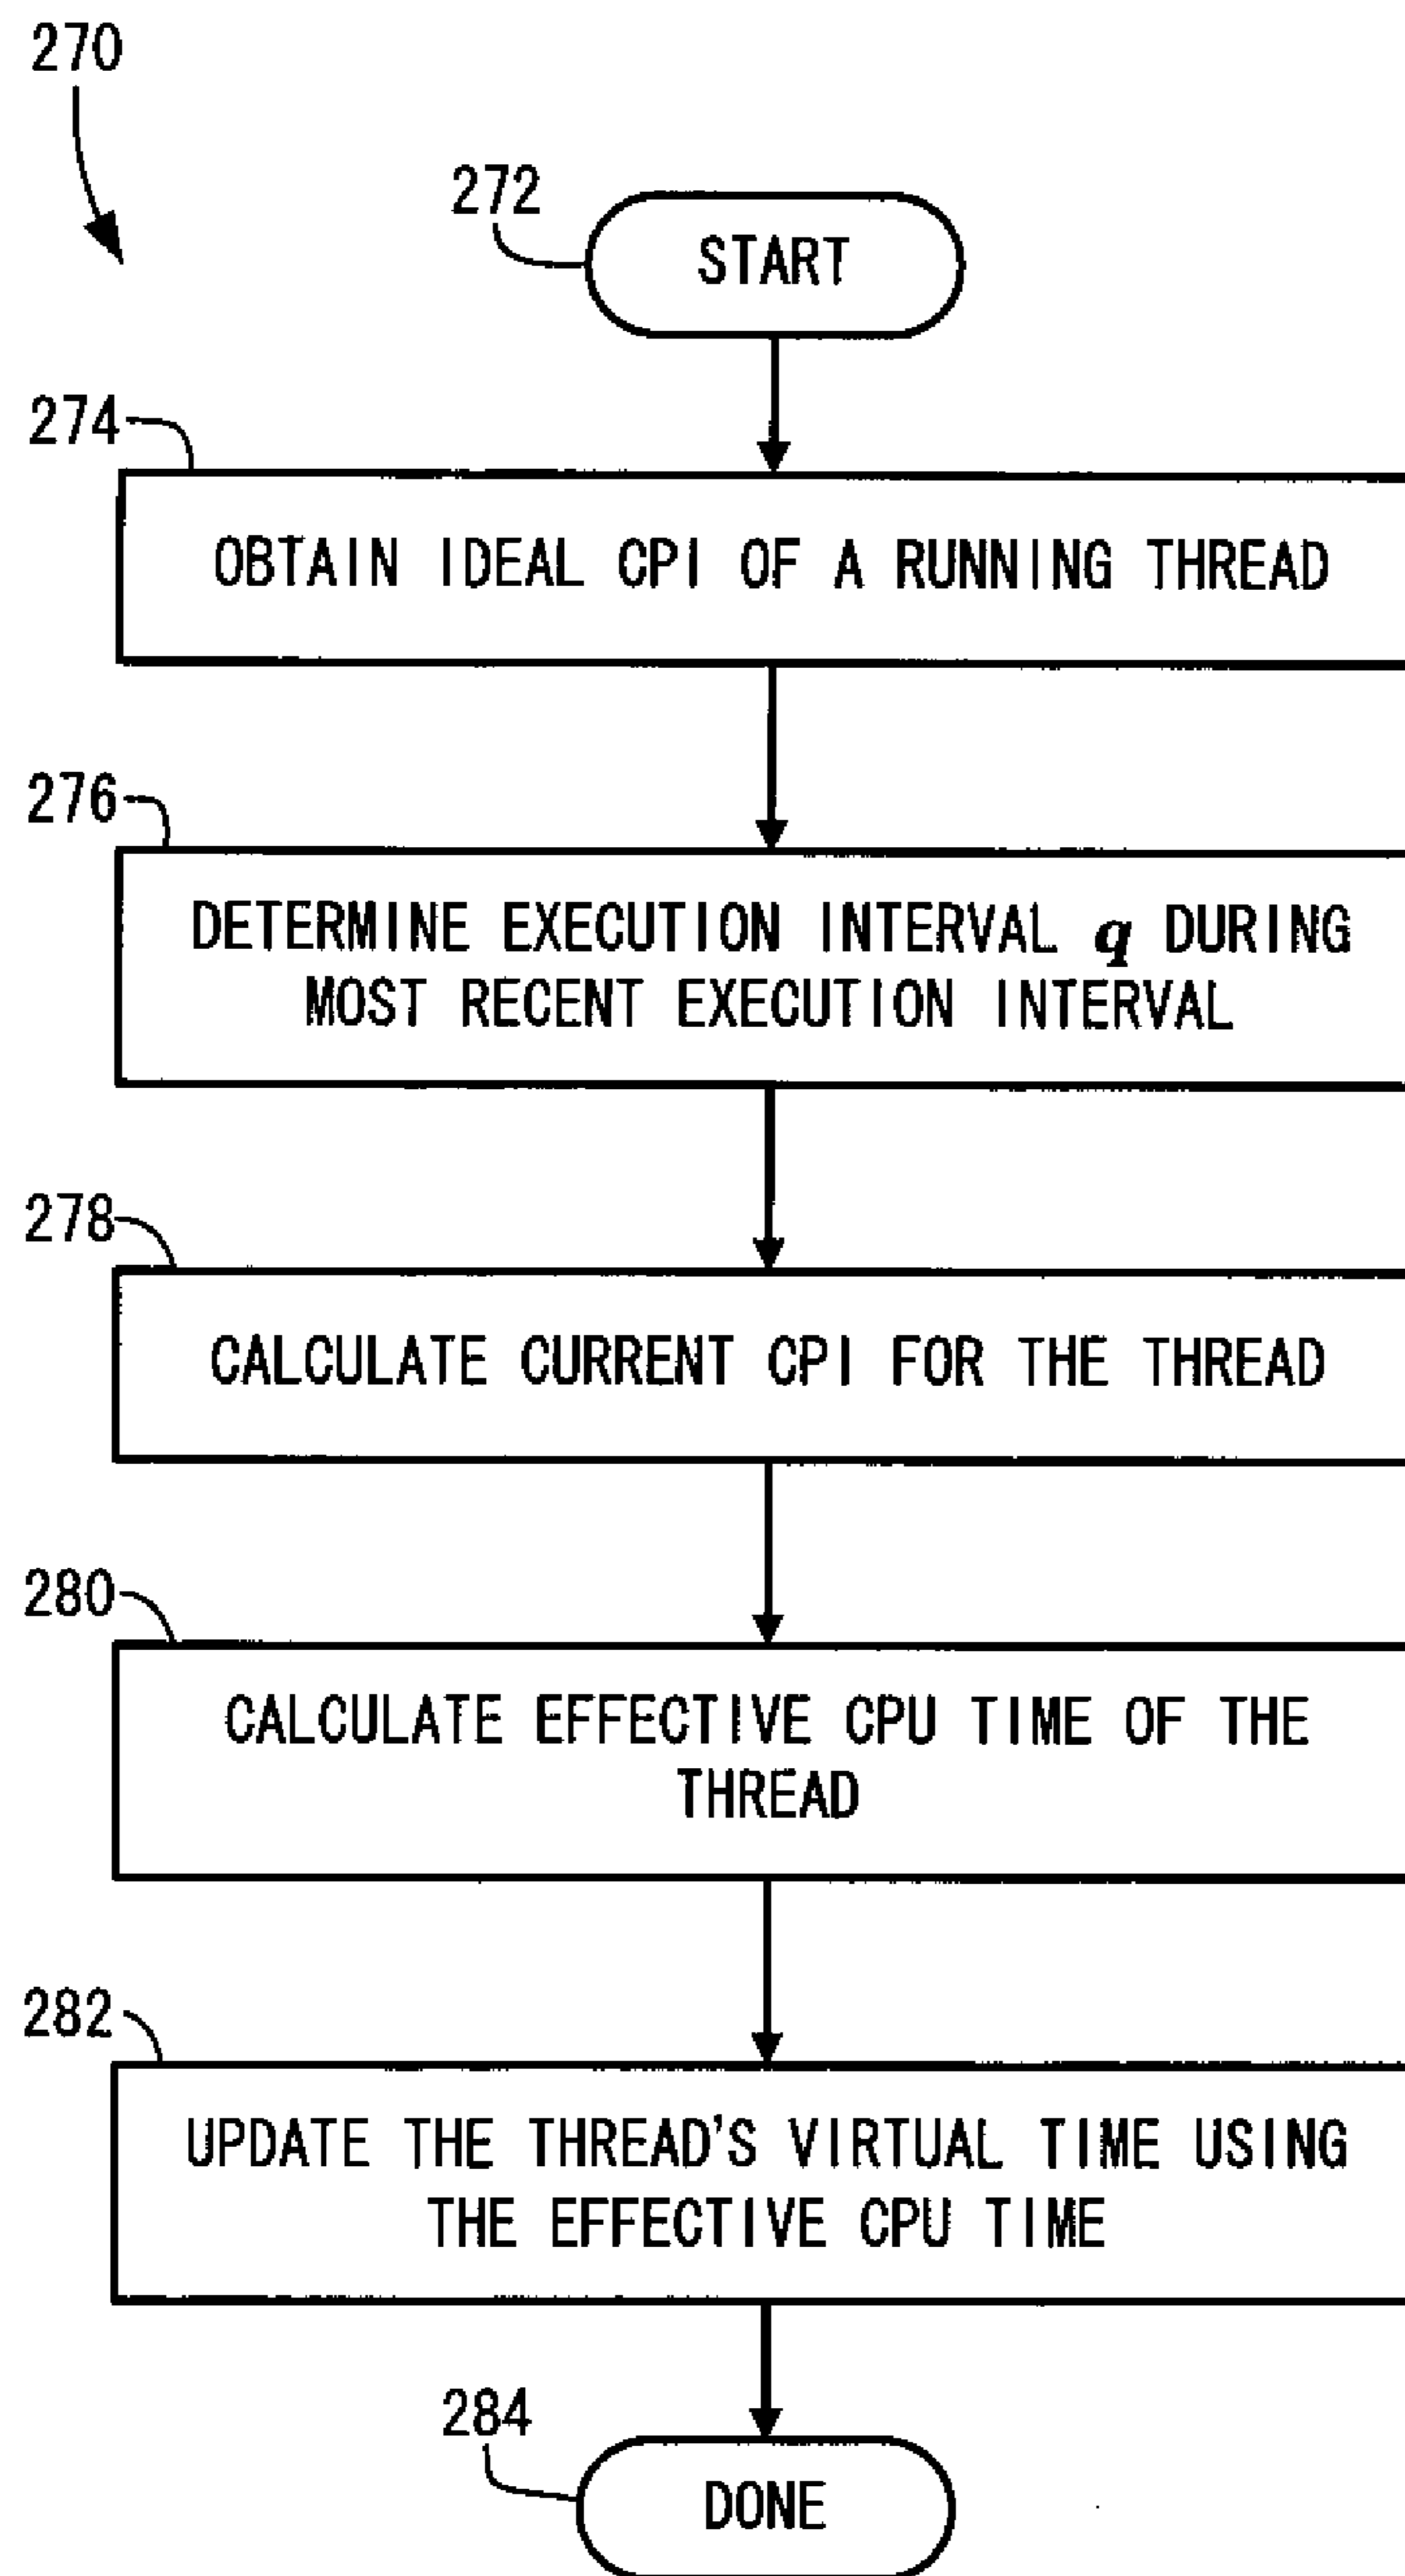 270
272
START
274
OBTAIN IDEAL CPI OF A RUNNING THREAD
276
DETERMINE EXECUTION INTERVAL q DURING
MOST RECENT EXECUTION INTERVAL
278
CALCULATE CURRENT CPI FOR THE THREAD
280
CALCULATE EFFECTIVE CPU TIME OF THE
THREAD
282
UPDATE THE THREAD'S VIRTUAL TIME USING
THE EFFECTIVE CPU TIME
284
DONE